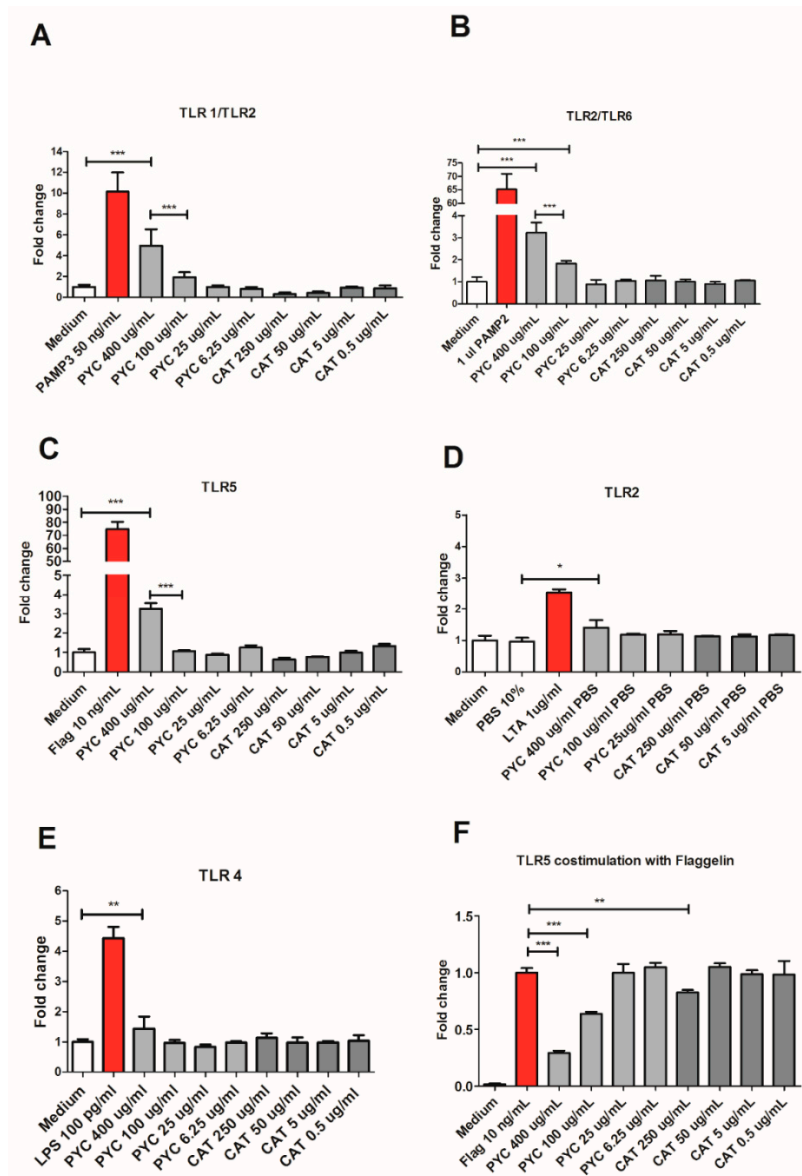 A
TLR 1/TLR2
Fold change
14
12
10
8
6
4
2
0
***
***
Medium
PAMP3 50 ng/mL
PYC 400 ug/mL
PYC 100 ug/mL
PYC 25 ug/mL
PYC 6.25 ug/mL
CAT 250 ug/mL
CAT 50 ug/mL
CAT 5 ug/mL
CAT 0.5 ug/mL
B
TLR2/TLR6
Fold change
75
70
65
60
4
3
2
1
0
***
***
***
Medium
1 ul PAMP2
PYC 400 ug/mL
PYC 100 ug/mL
PYC 25 ug/mL
PYC 6.25 ug/mL
CAT 250 ug/mL
CAT 50 ug/mL
CAT 5 ug/mL
CAT 0.5 ug/mL
C
TLR5
Fold change
100
90
80
70
60
50
5
4
3
2
1
0
***
***
Medium
Flag 10 ng/mL
PYC 400 ug/mL
PYC 100 ug/mL
PYC 25 ug/mL
PYC 6.25 ug/mL
CAT 250 ug/mL
CAT 50 ug/mL
CAT 5 ug/mL
CAT 0.5 ug/mL
D
TLR2
Fold change
5
4
3
2
1
0
*
Medium
PBS 10%
LTA 1ug/ml
PYC 400 ug/ml PBS
PYC 100 ug/ml PBS
PYC 25ug/ml PBS
CAT 250 ug/ml PBS
CAT 50 ug/ml PBS
CAT 5 ug/ml PBS
E
TLR 4
Fold change
6
5
4
3
2
1
0
**
Medium
LPS 100 pg/ml
PYC 400 ug/ml
PYC 100 ug/ml
PYC 25 ug/ml
PYC 6.25 ug/ml
CAT 250 ug/ml
CAT 50 ug/ml
CAT 5 ug/ml
CAT 0.5 ug/ml
F
TLR5 costimulation with Flaggelin
Fold change
1.5
1.0
0.5
0.0
**
***
***
Medium
Flag 10 ng/mL
PYC 400 ug/mL
PYC 100 ug/mL
PYC 25 ug/mL
PYC 6.25 ug/mL
CAT 250 ug/mL
CAT 50 ug/mL
CAT 5 ug/mL
CAT 0.5 ug/mL